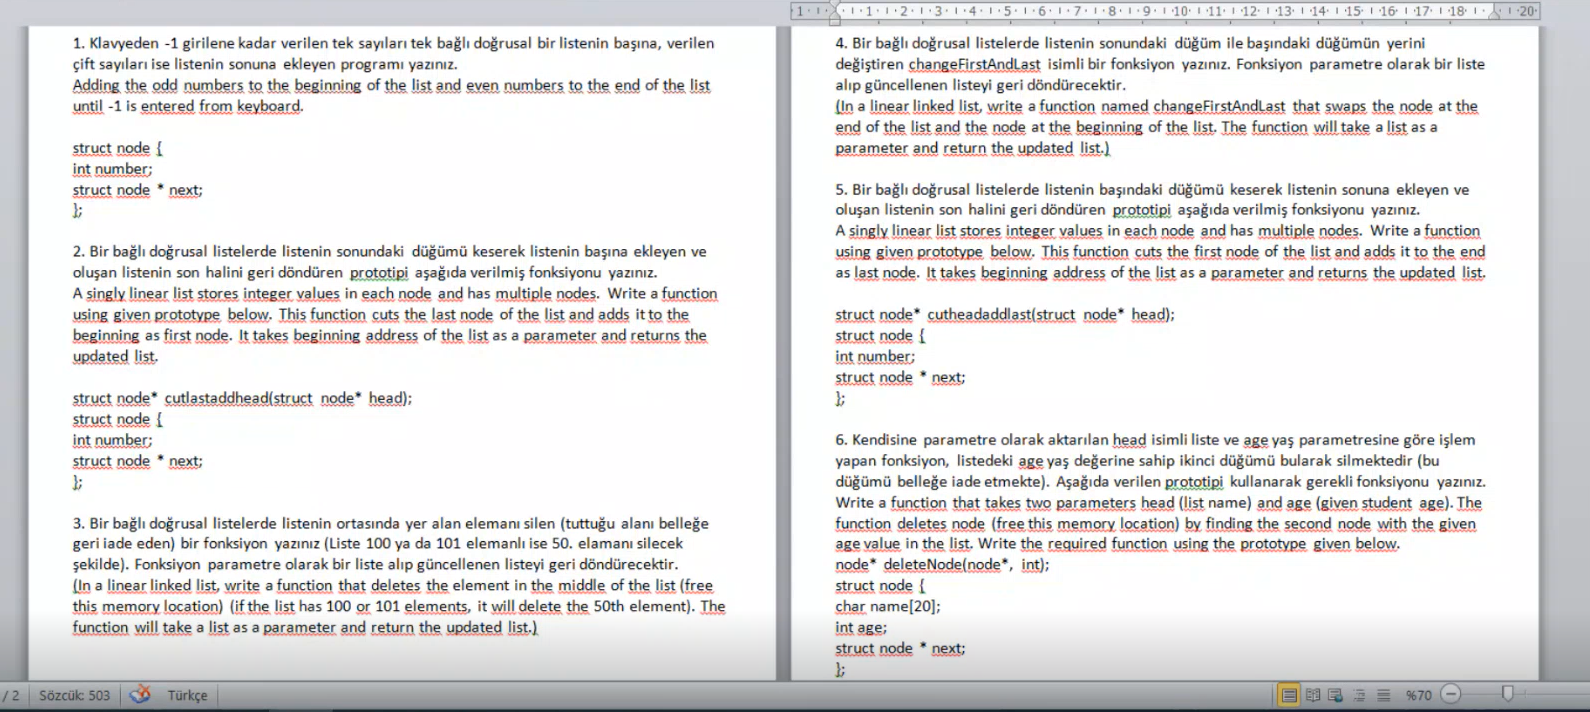 1. Klavyeden -1 girilene kadar verilen tek sayıları tek bağlı doğrusal bir listenin başına, verilen
çift sayıları ise listenin sonuna ekleyen programı yazınız.
Adding the odd numbers to the beginning of the list and even numbers to the end of the list
until -1 is entered from keyboard.
struct node {
int number;
struct node * next;
};
2. Bir bağlı doğrusal listelerde listenin sonundaki düğümü keserek listenin başına ekleyen ve
oluşan listenin son halini geri döndüren prototipi aşağıda verilmiş fonksiyonu yazınız.
A singly linear list stores integer values in each node and has multiple nodes. Write a function
using given prototype below. This function cuts the last node of the list and adds it to the
beginning as first node. It takes beginning address of the list as a parameter and returns the
updated list.
struct node* cutlastaddhead(struct node* head);
struct node {
int number;
struct node * next;
};
3. Bir bağlı doğrusal listelerde listenin ortasında yer alan elemanı silen (tuttuğu alanı belleğe
geri iade eden) bir fonksiyon yazınız (Liste 100 ya da 101 elemanlı ise 50. elamanı silecek
şekilde). Fonksiyon parametre olarak bir liste alıp güncellenen listeyi geri döndürecektir.
(In a linear linked list, write a function that deletes the element in the middle of the list (free
this memory location) (if the list has 100 or 101 elements, it will delete the 50th element). The
function will take a list as a parameter and return the updated list.)
1 1 2 3 4 5 6 7 8 9 10 11 12 13 14 15 16 17 18 20
4. Bir bağlı doğrusal listelerde listenin sonundaki düğüm ile başındaki düğümün yerini
değiştiren changeFirstAndLast isimli bir fonksiyon yazınız. Fonksiyon parametre olarak bir liste
alıp güncellenen listeyi geri döndürecektir.
(In a linear linked list, write a function named changeFirstAndLast that swaps the node at the
end of the list and the node at the beginning of the list. The function will take a list as a
parameter and return the updated list.)
5. Bir bağlı doğrusal listelerde listenin başındaki düğümü keserek listenin sonuna ekleyen ve
oluşan listenin son halini geri döndüren prototipi aşağıda verilmiş fonksiyonu yazınız.
A singly linear list stores integer values in each node and has multiple nodes. Write a function
using given prototype below. This function cuts the first node of the list and adds it to the end
as last node. It takes beginning address of the list as a parameter and returns the updated list.
struct node* cutheadaddlast(struct node* head);
struct node {
int number;
struct node * next;
};
6. Kendisine parametre olarak aktarılan head isimli liste ve age yaş parametresine göre işlem
yapan fonksiyon, listedeki age yaş değerine sahip ikinci düğümü bularak silmektedir (bu
düğümü belleğe iade etmekte). Aşağıda verilen prototipi kullanarak gerekli fonksiyonu yazınız.
Write a function that takes two parameters head (list name) and age (given student age). The
function deletes node (free this memory location) by finding the second node with the given
age value in the list. Write the required function using the prototype given below.
node* deleteNode(node*, int);
struct node {
char name[20];
int age;
struct node * next;
};
/ 2 Sözcük: 503 Türkçe %70